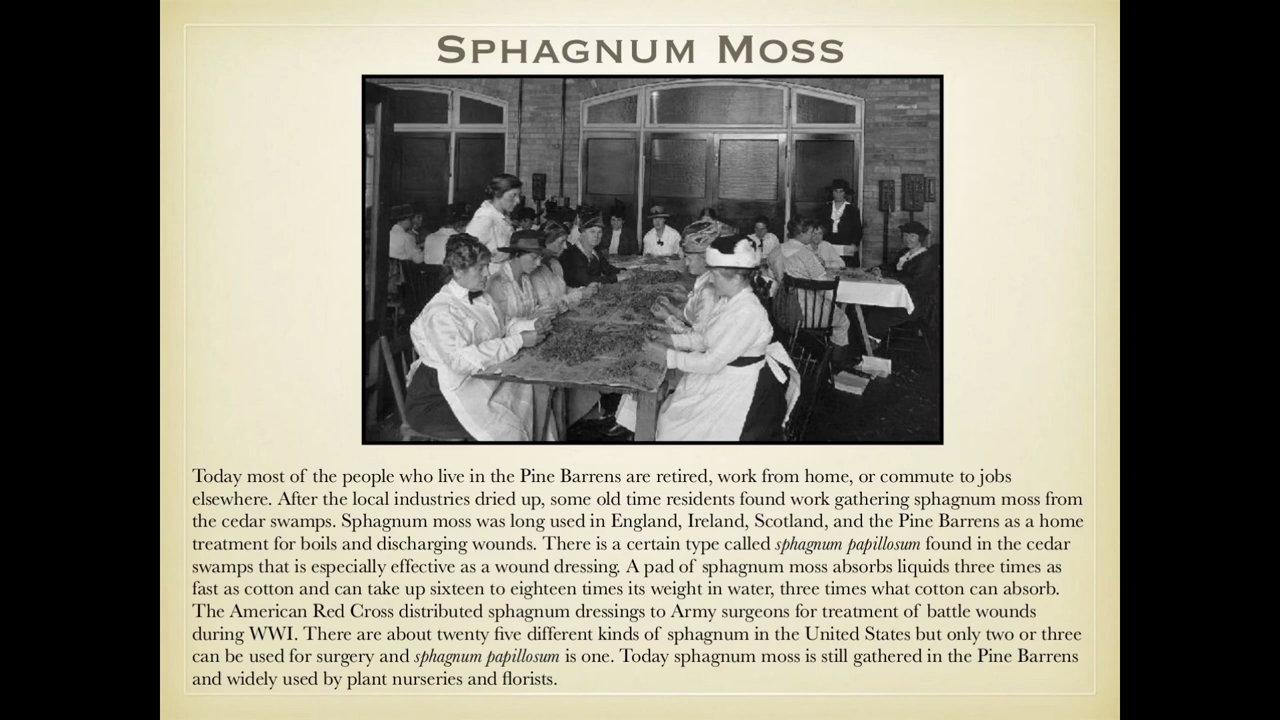 Sphagnum Moss
Today most of the people who live in the Pine Barrens are retired, work from home, or commute to jobs
elsewhere. After the local industries dried up, some old time residents found work gathering sphagnum moss from
the cedar swamps. Sphagnum moss was long used in England, Ireland, Scotland, and the Pine Barrens as a home
treatment for boils and discharging wounds. There is a certain type called sphagnum papillosum found in the cedar
swamps that is especially effective as a wound dressing. A pad of sphagnum moss absorbs liquids three times as
fast as cotton and can take up sixteen to eighteen times its weight in water, three times what cotton can absorb.
The American Red Cross distributed sphagnum dressings to Army surgeons for treatment of battle wounds
during WWI. There are about twenty five different kinds of sphagnum in the United States but only two or three
can be used for surgery and sphagnum papillosum is one. Today sphagnum moss is still gathered in the Pine Barrens
and widely used by plant nurseries and florists.